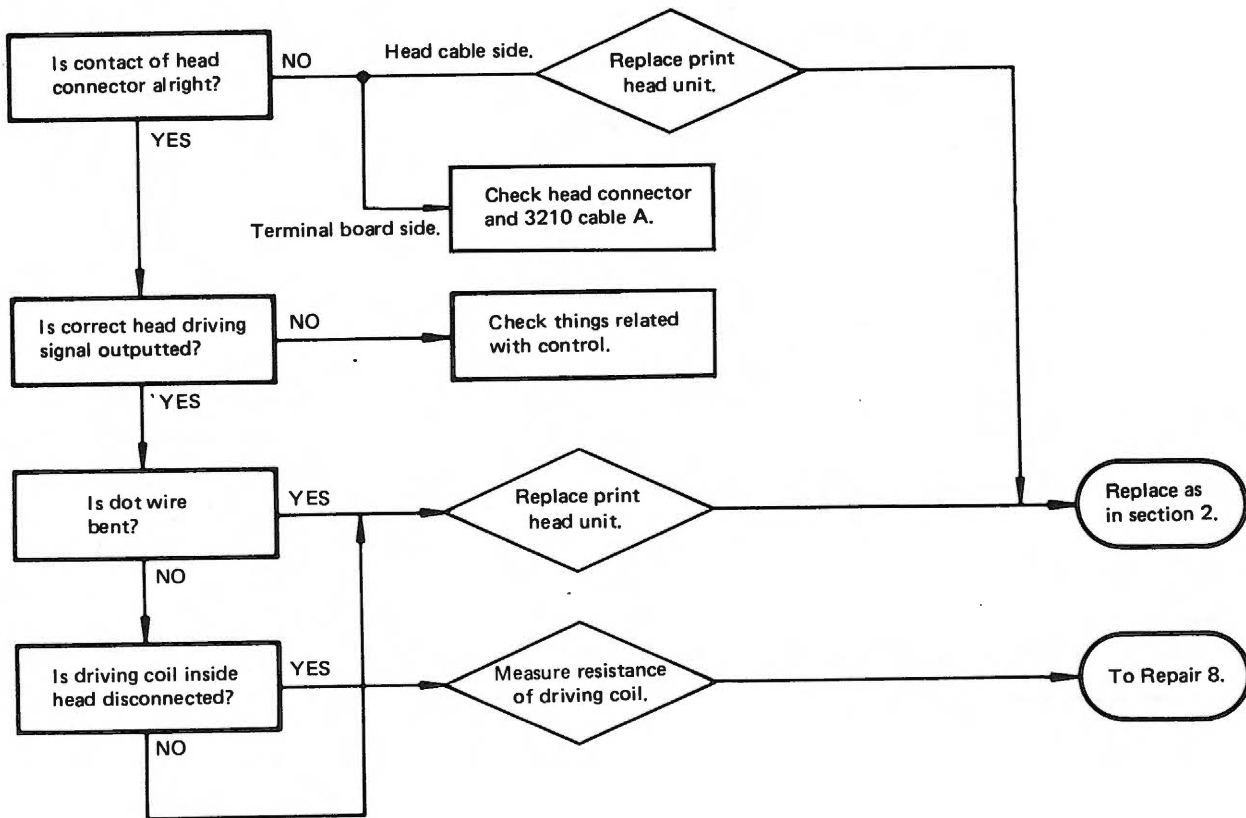 Is contact of head
connector alright?
NO
Head cable side.
Replace print
head unit.
YES
Check head connector
and 3210 cable A.
Terminal board side.
Is correct head driving
signal outputted?
NO
Check things related
with control.
YES
Is dot wire
bent?
YES
Replace print
head unit.
Replace as
in section 2.
NO
Is driving coil inside
head disconnected?
YES
Measure resistance
of driving coil.
To Repair 8.
NO